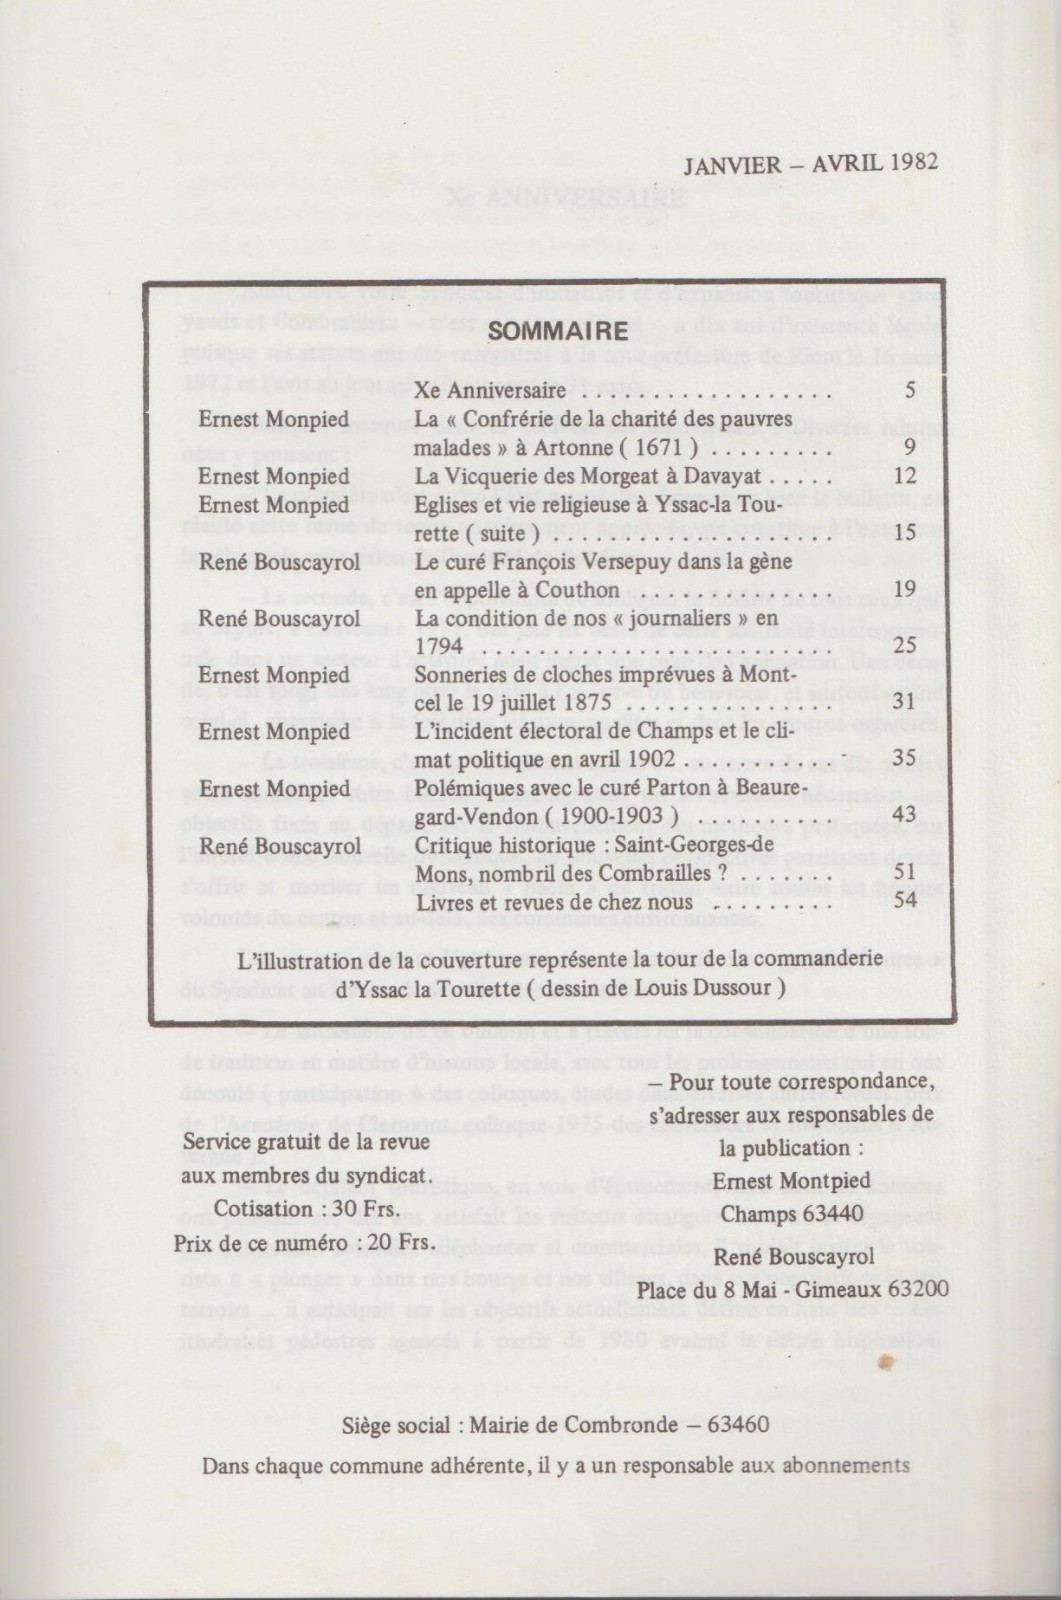 JANVIER – AVRIL 1982
SOMMAIRE
Xe Anniversaire . . . . . . . . . . . . . . . . . . 5
Ernest Monpied La « Confrérie de la charité des pauvres
malades » à Artonne ( 1671 ) . . . . . . . . . 9
Ernest Monpied La Vicquerie des Morgeat à Davayat . . . . . 12
Ernest Monpied Eglises et vie religieuse à Yssac-la Tou-
rette ( suite ) . . . . . . . . . . . . . . . . . . . . 15
René Bouscayrol Le curé François Versepuy dans la gène
en appelle à Couthon . . . . . . . . . . . . 19
René Bouscayrol La condition de nos « journaliers » en
1794 . . . . . . . . . . . . . . . . . . . . . . . . . 25
Ernest Monpied Sonneries de cloches imprévues à Mont-
cel le 19 juillet 1875 . . . . . . . . . . . . . . . 31
Ernest Monpied L'incident électoral de Champs et le cli-
mat politique en avril 1902 . . . . . . . . . . - 35
Ernest Monpied Polémiques avec le curé Parton à Beaure-
gard-Vendon ( 1900-1903 ) . . . . . . . . . . 43
René Bouscayrol Critique historique : Saint-Georges-de
Mons, nombril des Combrailles ? . . . . . . . 51
Livres et revues de chez nous . . . . . . . . . 54
L'illustration de la couverture représente la tour de la commanderie
d'Yssac la Tourette ( dessin de Louis Dussour )
– Pour toute correspondance,
s'adresser aux responsables de
la publication :
Ernest Montpied
Champs 63440
René Bouscayrol
Place du 8 Mai - Gimeaux 63200
Service gratuit de la revue
aux membres du syndicat.
Cotisation : 30 Frs.
Prix de ce numéro : 20 Frs.
Siège social : Mairie de Combronde – 63460
Dans chaque commune adhérente, il y a un responsable aux abonnements